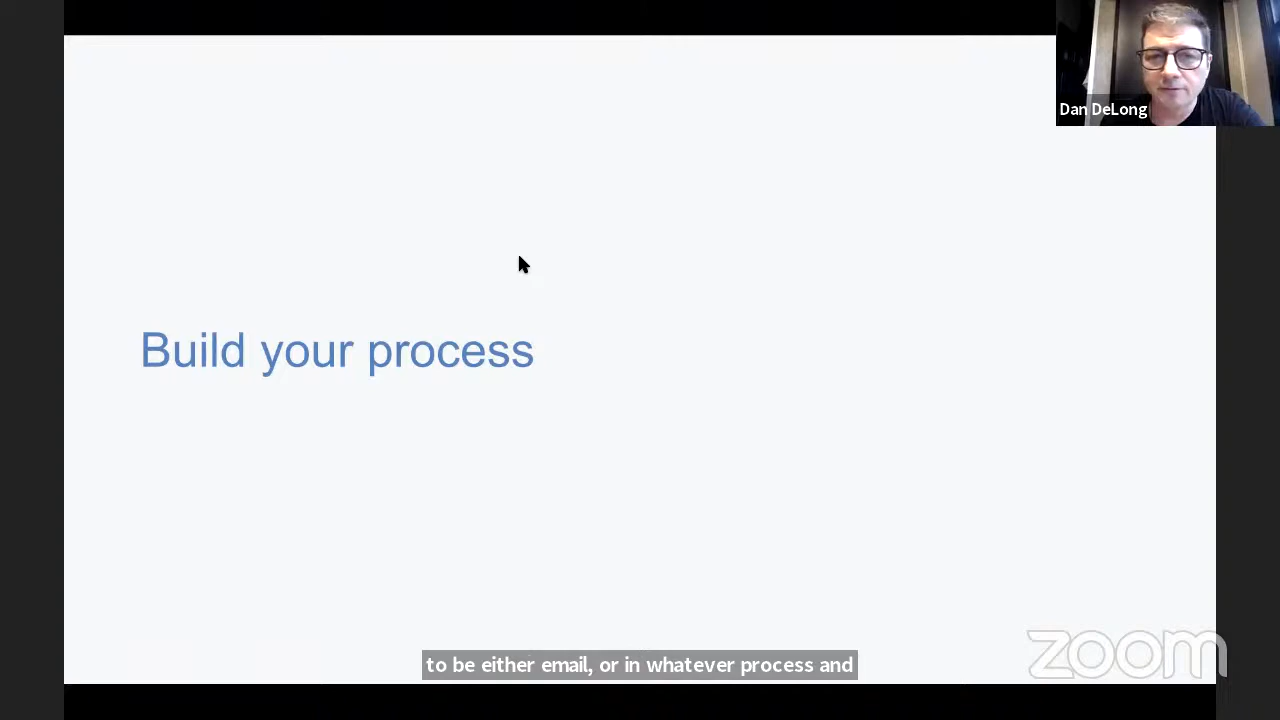 Dan DeLong
Build your process
to be either email, or in whatever process and
zoom